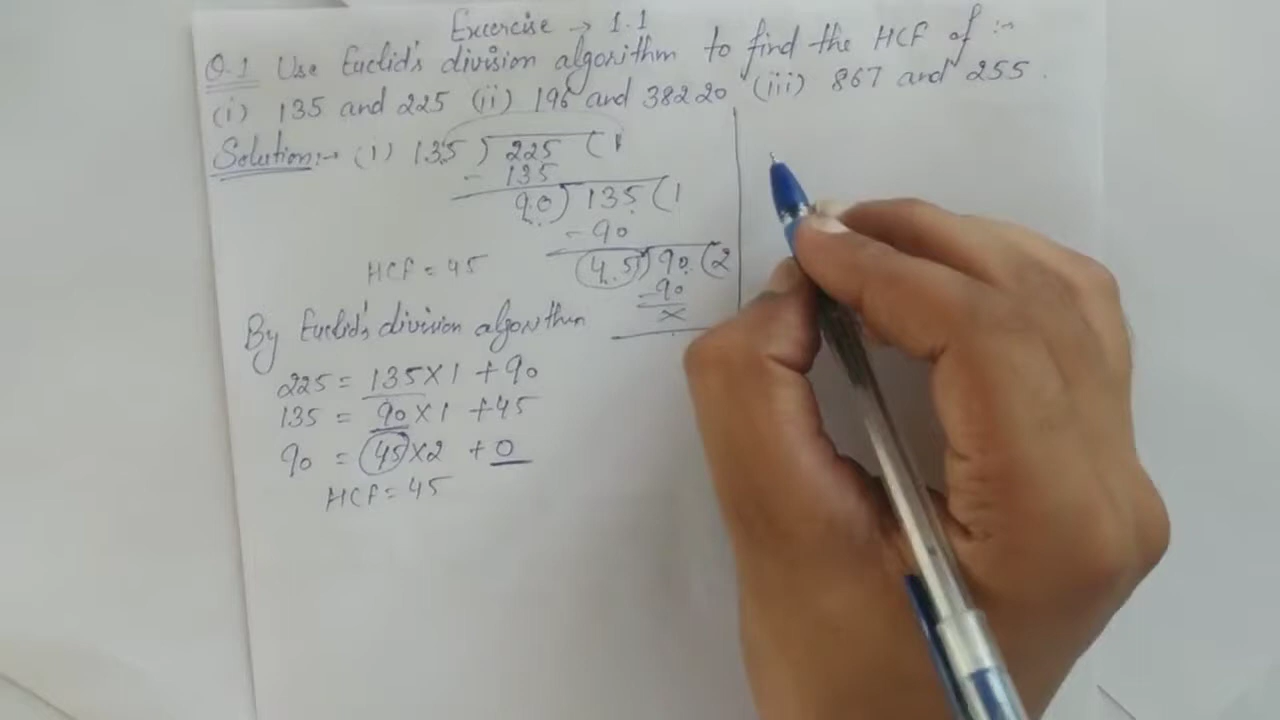 Excercise → 1.1
Q.1 Use Euclid's division algorithm to find the HCF of :-
(i) 135 and 225 (ii) 196 and 38220 (iii) 867 and 255.
Solution:→ (1) 135 ) 225 ( 1
- 135
90 ) 135 ( 1
- 90
HCF = 45 45 ) 90 ( 2
- 90
×
By Euclid's division algorithm
225 = 135 × 1 + 90
135 = 90 × 1 + 45
90 = 45 × 2 + 0
HCF = 45